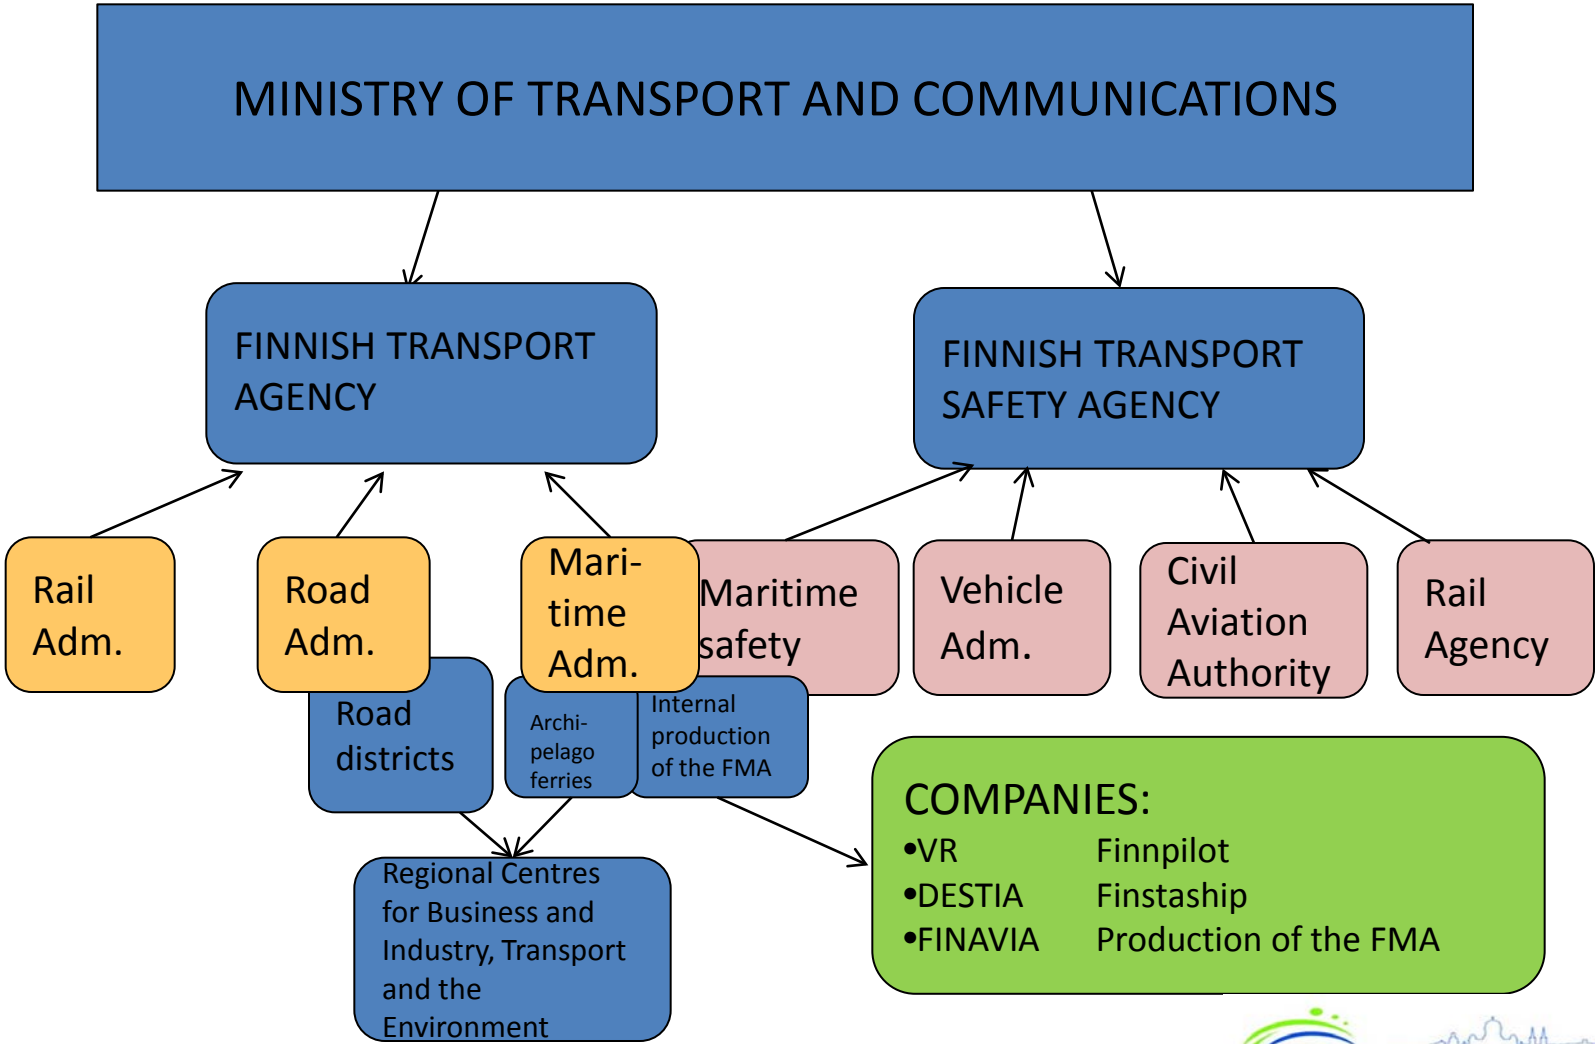 MINISTRY OF TRANSPORT AND COMMUNICATIONS
FINNISH TRANSPORT
AGENCY
FINNISH TRANSPORT
SAFETY AGENCY
Rail
Adm.
Road
Adm.
Mari-
time
Adm.
Maritime
safety
Vehicle
Adm.
Civil
Aviation
Authority
Rail
Agency
Road
districts
Archi-
pelago
ferries
Internal
production
of the FMA
COMPANIES:
•VR Finnpilot
•DESTIA Finstaship
•FINAVIA Production of the FMA
Regional Centres
for Business and
Industry, Transport
and the
Environment